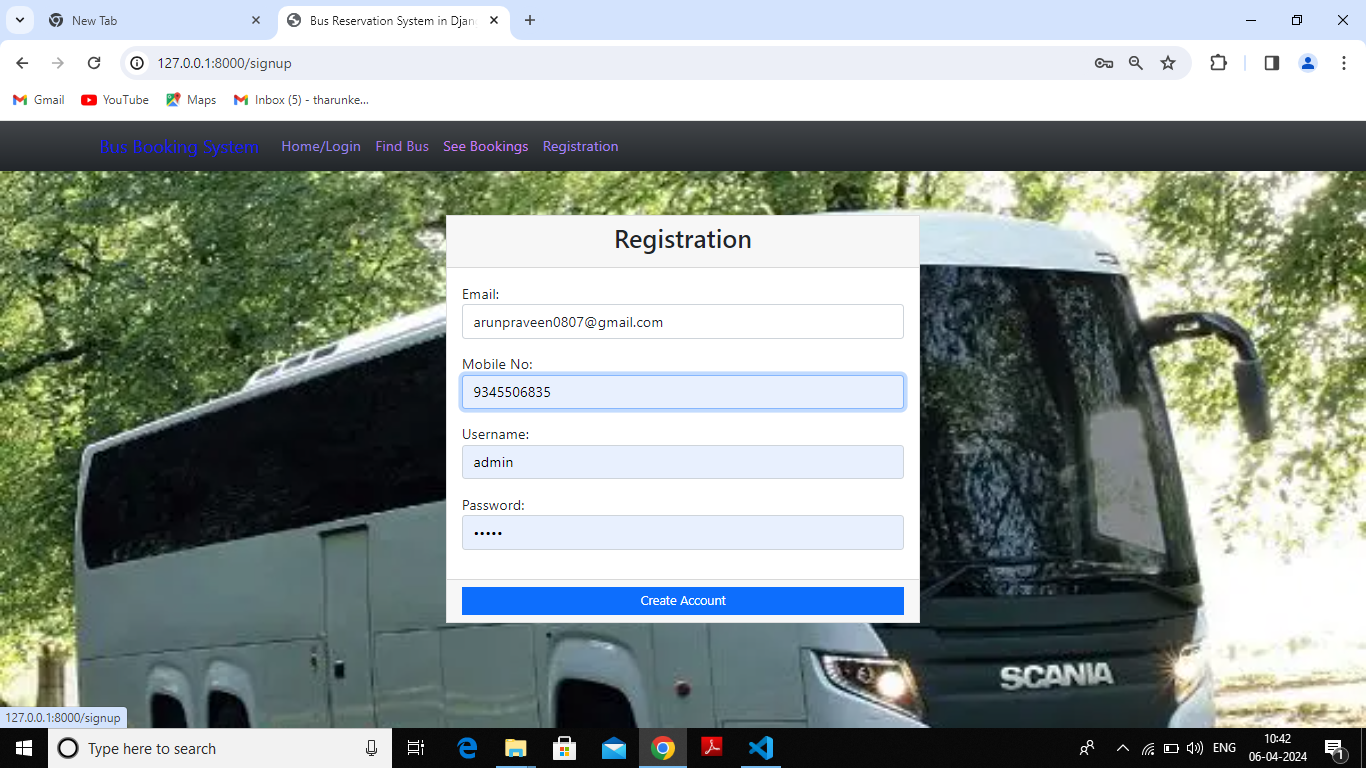 New Tab
Bus Reservation System in Djang
127.0.0.1:8000/signup
Gmail YouTube Maps Inbox (5) - tharunke...
Bus Booking System Home/Login Find Bus See Bookings Registration
Registration
Email:
arunpraveen0807@gmail.com
Mobile No:
9345506835
Username:
admin
Password:
•••••
Create Account
SCANIA
127.0.0.1:8000/signup
Type here to search
ENG
10:42
06-04-2024
1